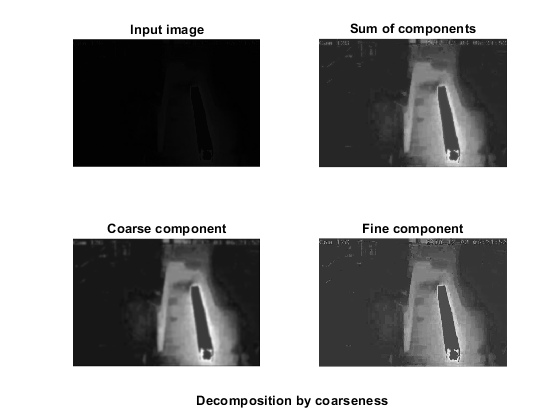 Input image
Sum of components
Coarse component
Fine component
Decomposition by coarseness